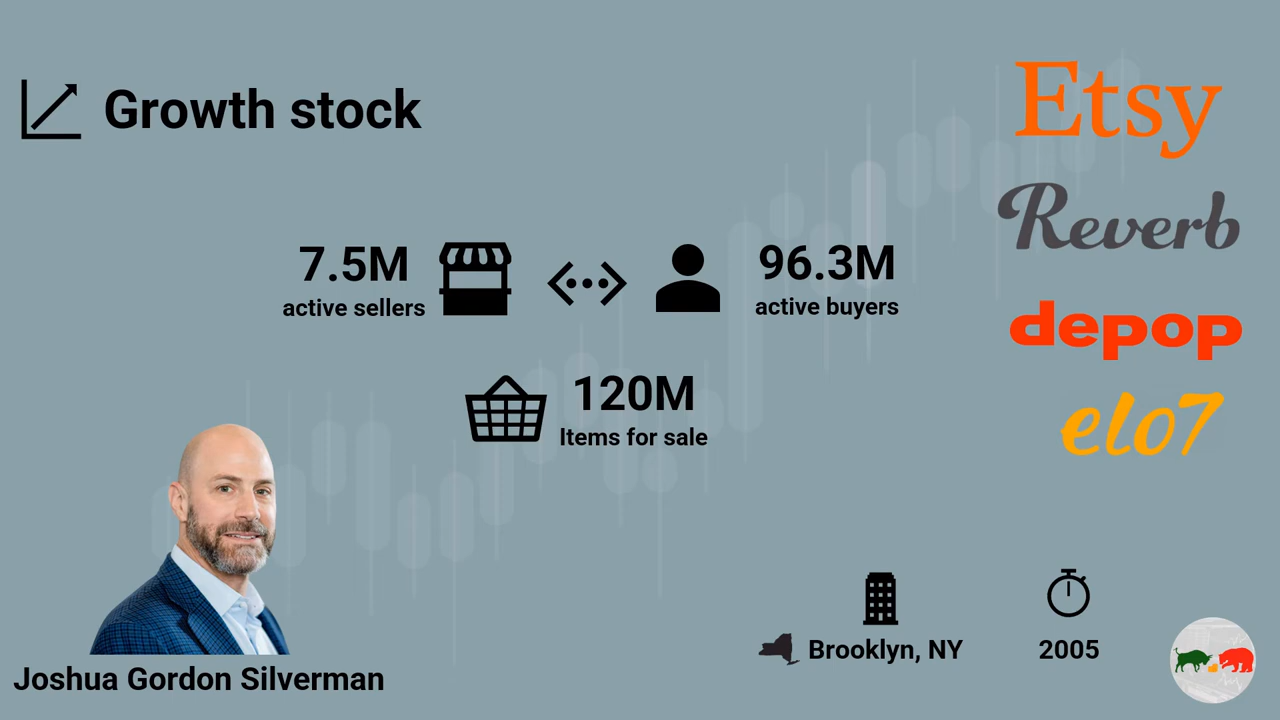 Growth stock
Etsy
Reverb
7.5M
active sellers
96.3M
active buyers
depop
120M
Items for sale
elo7
Brooklyn, NY
2005
Joshua Gordon Silverman